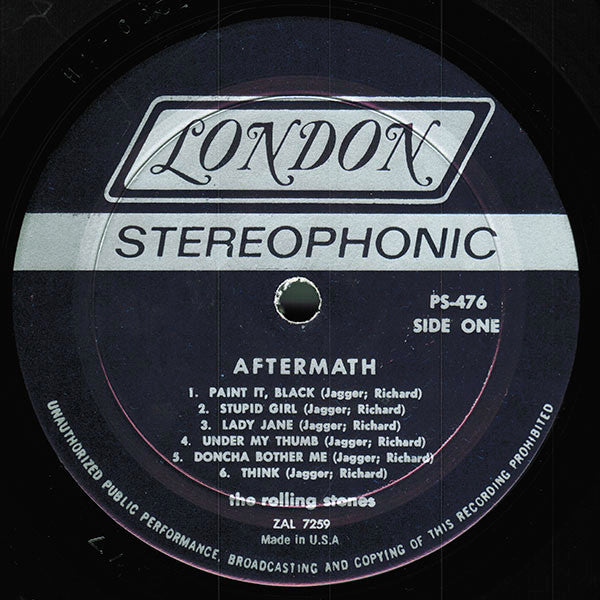 LONDON
STEREOPHONIC
PS-476
SIDE ONE
AFTERMATH
1. PAINT IT, BLACK (Jagger; Richard)
2. STUPID GIRL (Jagger; Richard)
3. LADY JANE (Jagger; Richard)
4. UNDER MY THUMB (Jagger; Richard)
5. DONCHA BOTHER ME (Jagger; Richard)
6. THINK (Jagger; Richard)
the rolling stones
ZAL 7259
Made in U.S.A
UNAUTHORIZED PUBLIC PERFORMANCE, BROADCASTING AND COPYING OF THIS RECORDING PROHIBITED